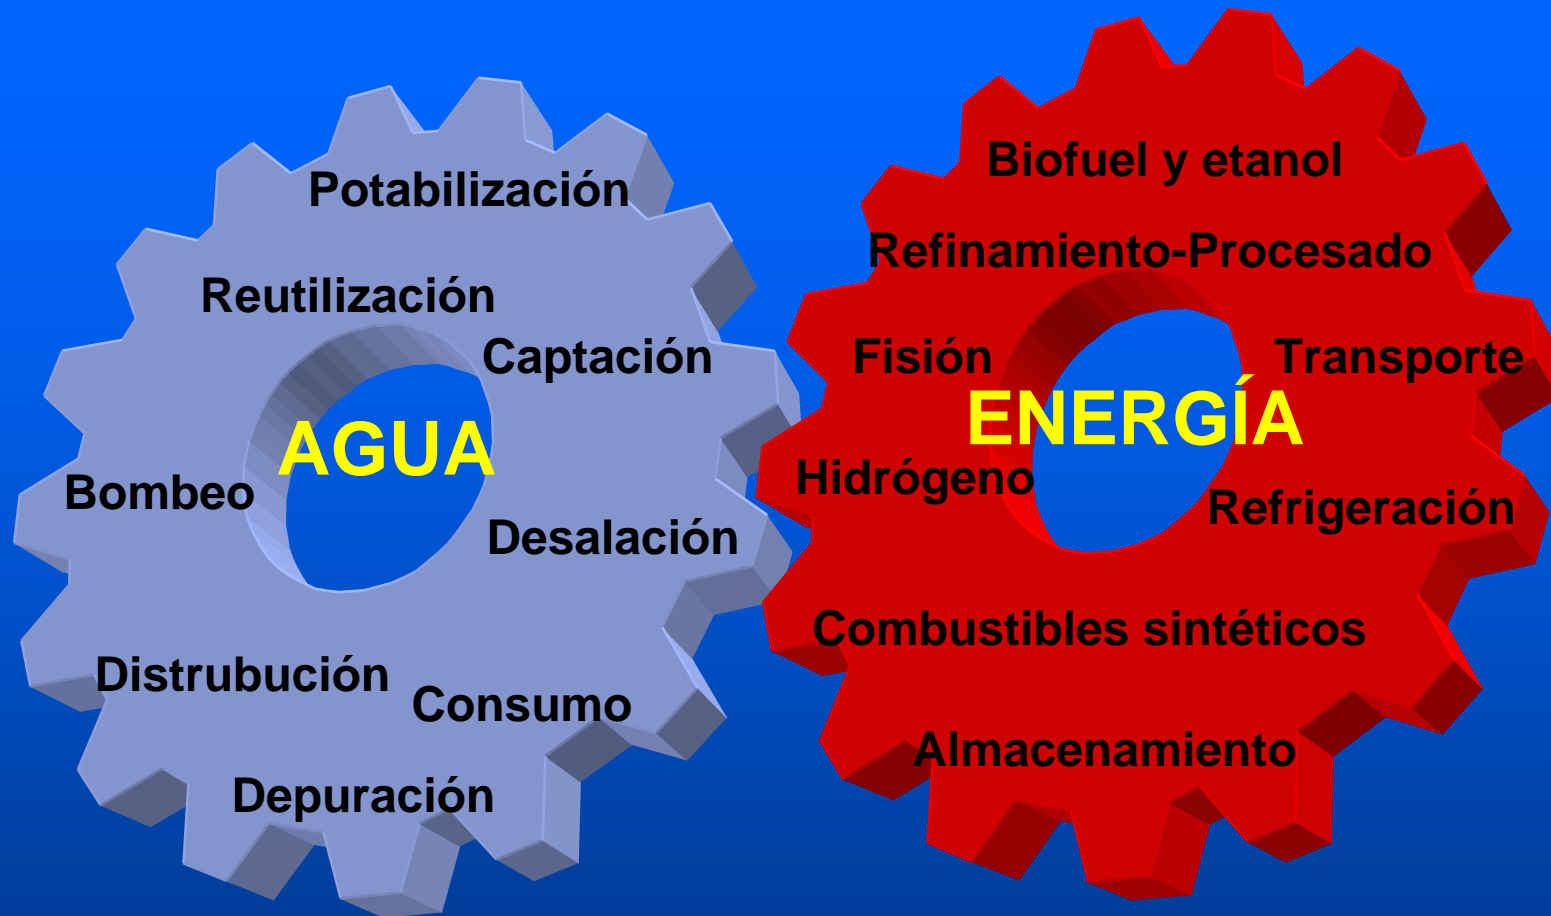 Potabilización
Reutilización
Captación
AGUA
Bombeo
Desalación
Distrubución
Consumo
Depuración
Biofuel y etanol
Refinamiento-Procesado
Fisión
Transporte
ENERGÍA
Hidrógeno
Refrigeración
Combustibles sintéticos
Almacenamiento